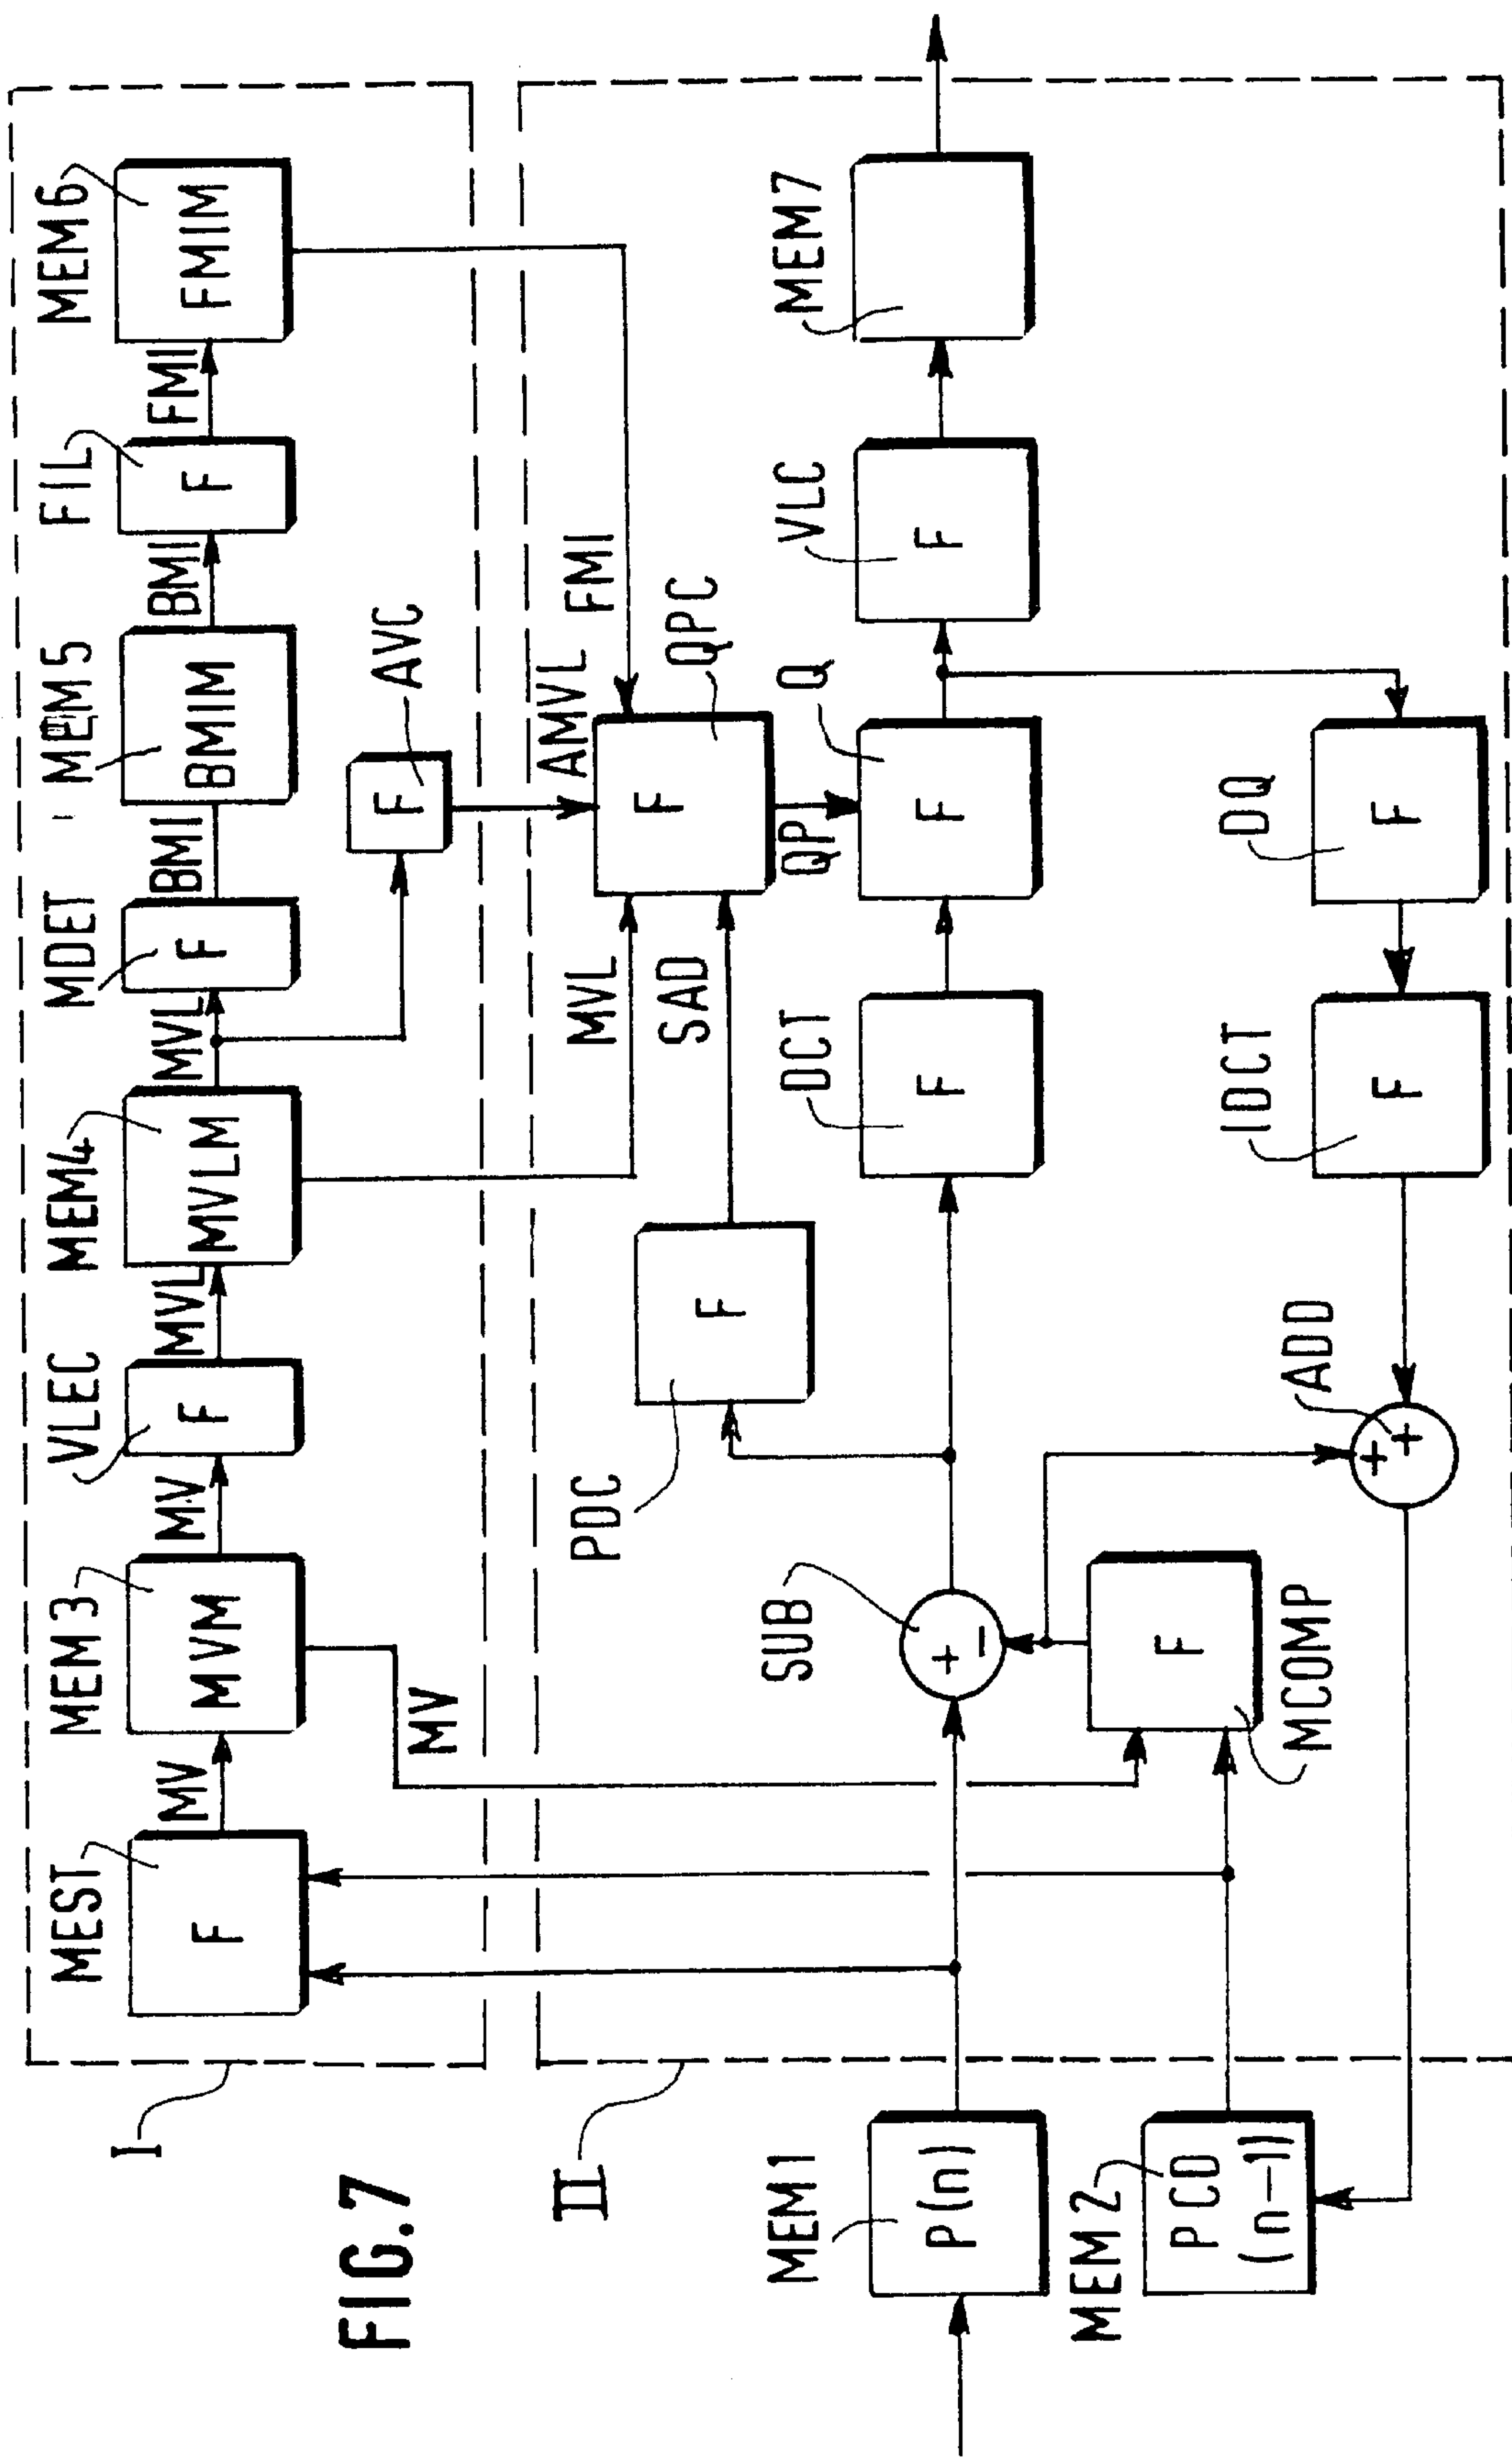 FIG.7
I
MEST
F
MV
MEM3
MVM
MV
MV
VLEC
F
MVL
MEM4
MVLM
MVL
MDET
F
BMI
MEM5
BMIM
BMI
FIL
F
FMI
MEM6
FMIM
AVC
F
II
MVL
SAD
AMVL
FMI
QPC
F
QP
PDC
F
MEM1
P(n)
SUB
+
−
DCT
F
Q
F
VLC
F
MEM7
MEM2
PCD
(n−1)
MCOMP
F
ADD
+
+
IDCT
F
DQ
F